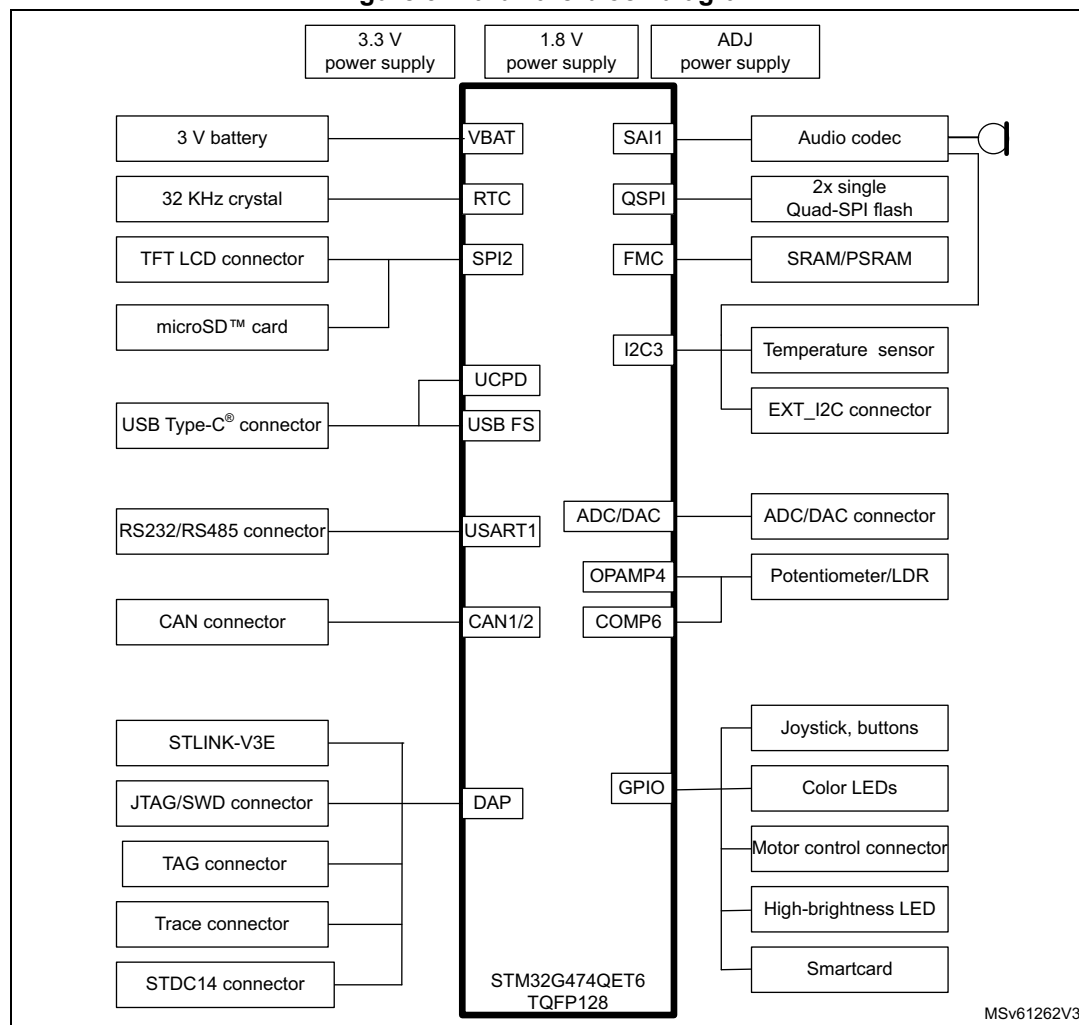 3.3 V
power supply
1.8 V
power supply
ADJ
power supply
3 V battery
VBAT
SAI1
Audio codec
32 KHz crystal
RTC
QSPI
2x single
Quad-SPI flash
TFT LCD connector
SPI2
FMC
SRAM/PSRAM
microSD™ card
I2C3
Temperature sensor
UCPD
EXT_I2C connector
USB Type-C® connector
USB FS
RS232/RS485 connector
USART1
ADC/DAC
ADC/DAC connector
OPAMP4
Potentiometer/LDR
CAN connector
CAN1/2
COMP6
STLINK-V3E
Joystick, buttons
JTAG/SWD connector
DAP
GPIO
Color LEDs
TAG connector
Motor control connector
Trace connector
High-brightness LED
STDC14 connector
Smartcard
STM32G474QET6
TQFP128
MSv61262V3